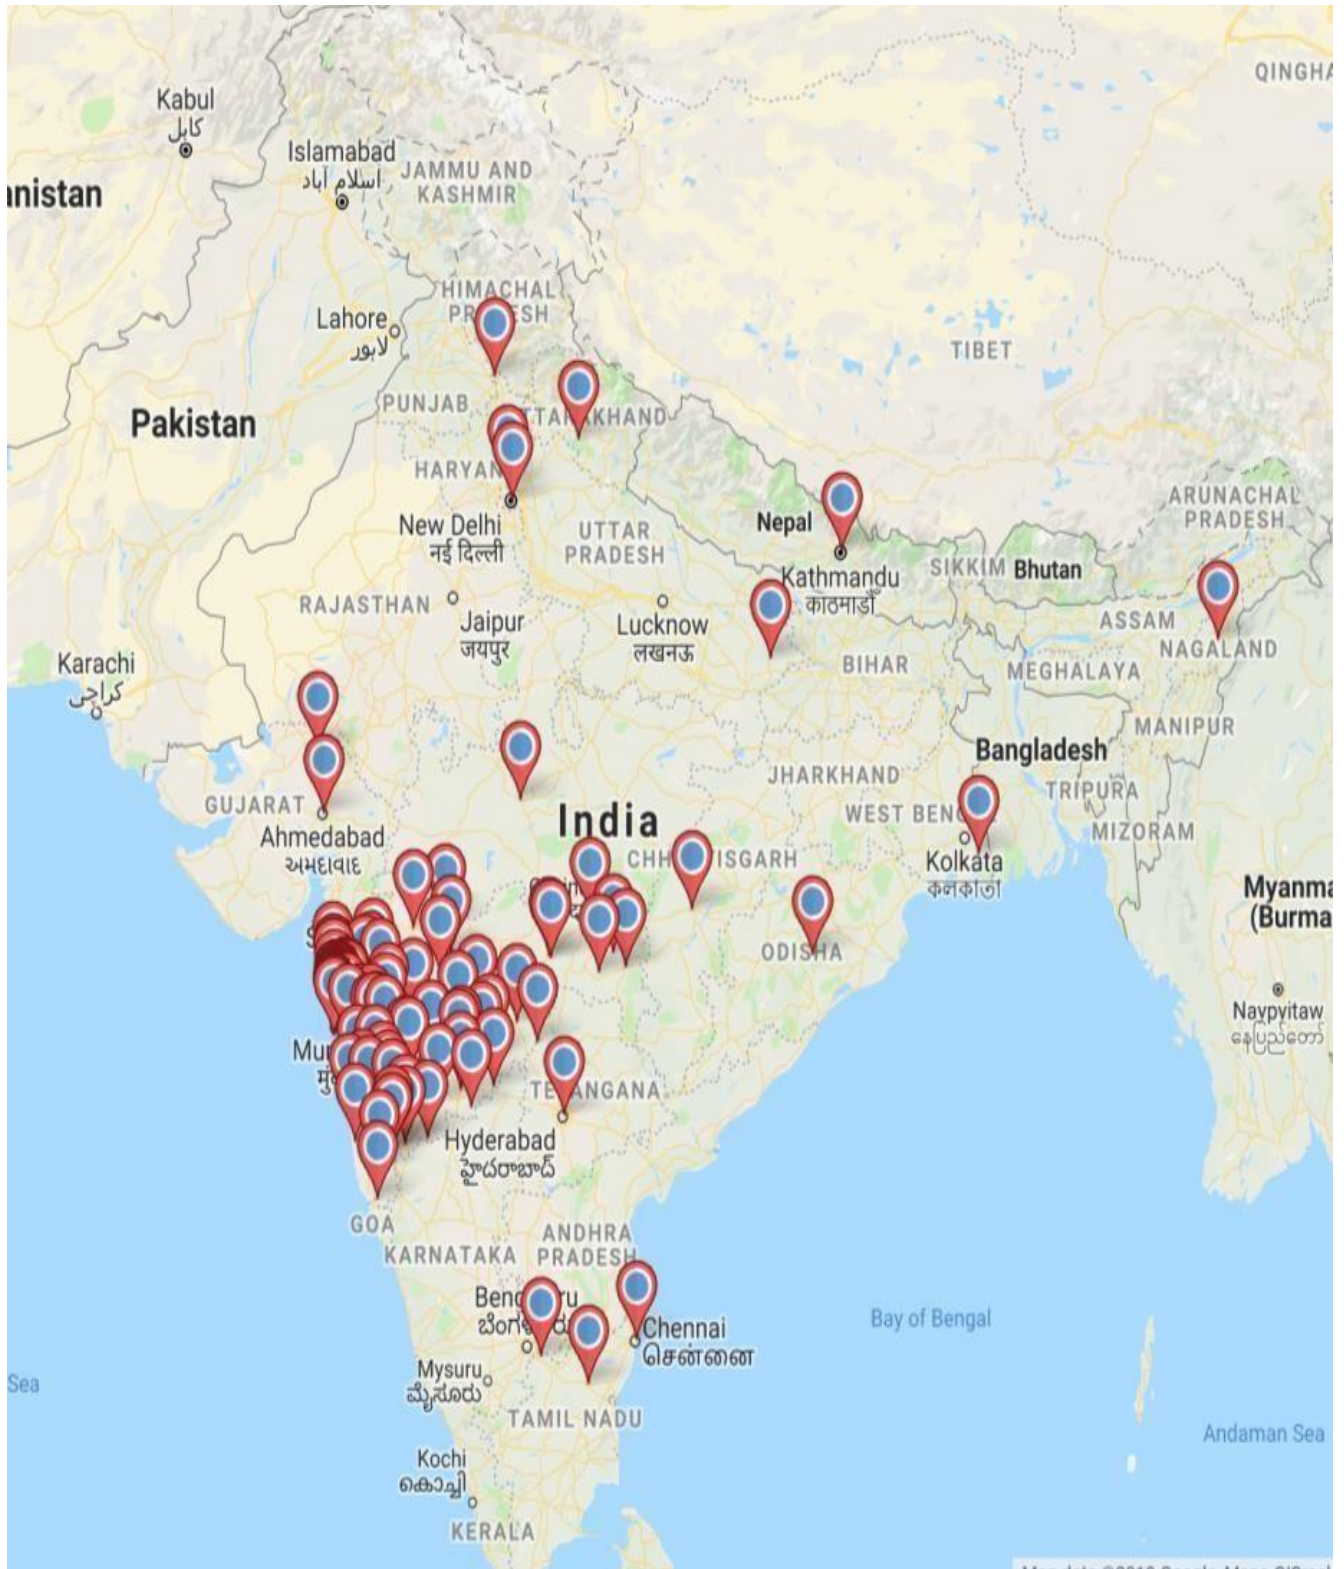 QINGHA
Kabul
کابل
Islamabad
اسلام آباد
JAMMU AND
KASHMIR
anistan
HIMACHAL
Lahore
لاہور
TIBET
PUNJAB
Pakistan
HARYAN
ARUNACHAL
PRADESH
Nepal
New Delhi
नई दिल्ली
UTTAR
PRADESH
SIKKIM
Bhutan
Kathmandu
काठमाडौँ
RAJASTHAN
Jaipur
जयपुर
Lucknow
लखनऊ
ASSAM
NAGALAND
Karachi
كراچى
BIHAR
MEGHALAYA
MANIPUR
Bangladesh
JHARKHAND
TRIPURA
GUJARAT
WEST BEN
MIZORAM
Ahmedabad
અમદાવાદ
India
Kolkata
কলকাতা
Myanma
(Burma
ODISHA
Naypyitaw
နေပြည်တော်
Hyderabad
హైదరాబాద్
GOA
ANDHRA
PRADESH
KARNATAKA
Bay of Bengal
Chennai
சென்னை
Mysuru
ಮೈಸೂರು
Sea
TAMIL NADU
Andaman Sea
Kochi
കൊച്ചി
KERALA